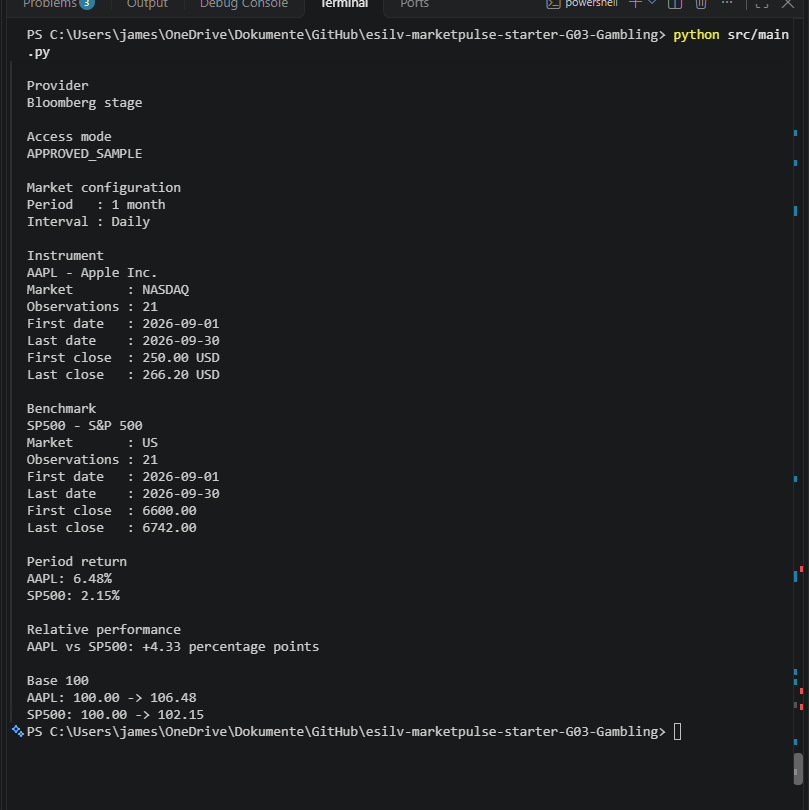 Problems 3 Output Debug Console Terminal Ports powershell
PS C:\Users\james\OneDrive\Dokumente\GitHub\esilv-marketpulse-starter-G03-Gambling> python src/main
.py
Provider
Bloomberg stage
Access mode
APPROVED_SAMPLE
Market configuration
Period   : 1 month
Interval : Daily
Instrument
AAPL - Apple Inc.
Market       : NASDAQ
Observations : 21
First date   : 2026-09-01
Last date    : 2026-09-30
First close  : 250.00 USD
Last close   : 266.20 USD
Benchmark
SP500 - S&P 500
Market       : US
Observations : 21
First date   : 2026-09-01
Last date    : 2026-09-30
First close  : 6600.00
Last close   : 6742.00
Period return
AAPL: 6.48%
SP500: 2.15%
Relative performance
AAPL vs SP500: +4.33 percentage points
Base 100
AAPL: 100.00 -> 106.48
SP500: 100.00 -> 102.15
PS C:\Users\james\OneDrive\Dokumente\GitHub\esilv-marketpulse-starter-G03-Gambling>